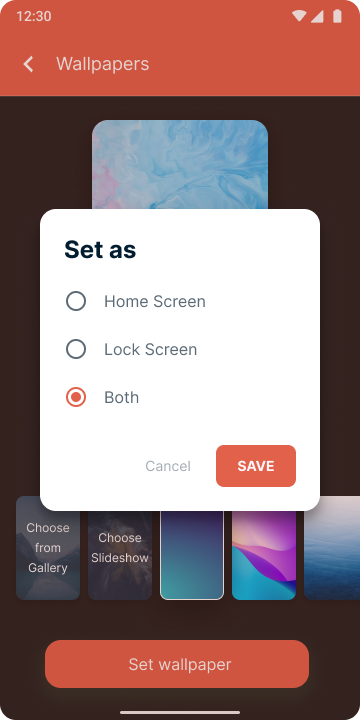 12:30
Wallpapers
Set as
Home Screen
Lock Screen
Both
Cancel
SAVE
Choose
from
Gallery
Choose
Slideshow
Set wallpaper